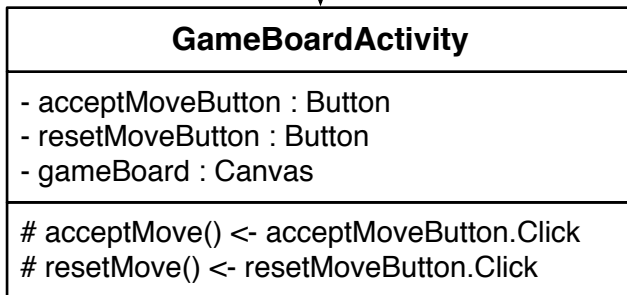 GameBoardActivity
- acceptMoveButton : Button
- resetMoveButton : Button
- gameBoard : Canvas
# acceptMove() <- acceptMoveButton.Click
# resetMove() <- resetMoveButton.Click